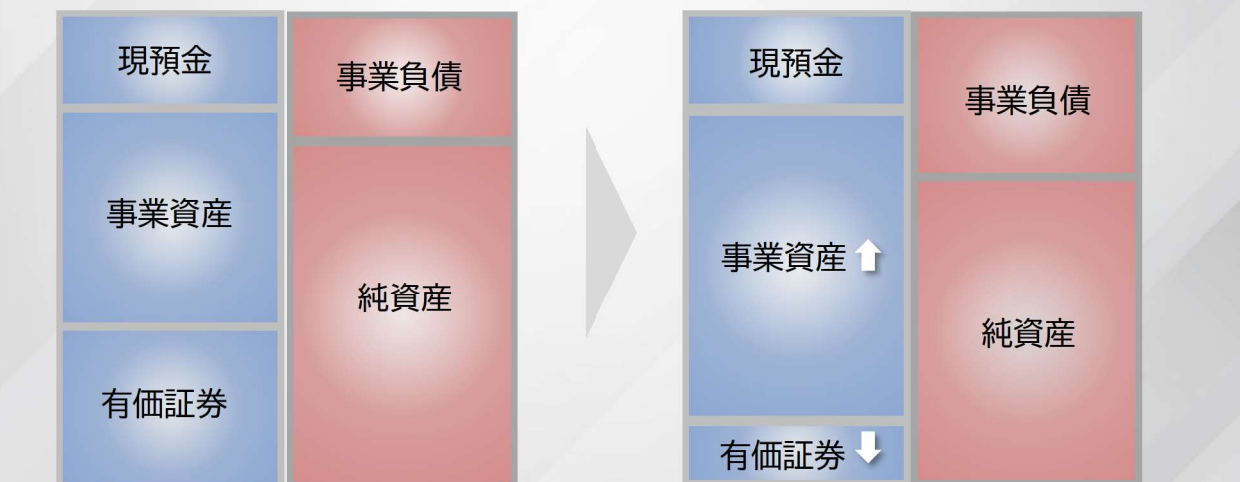 現預金
事業資産
有価証券
事業負債
純資産
現預金
事業資産
有価証券
事業負債
純資産